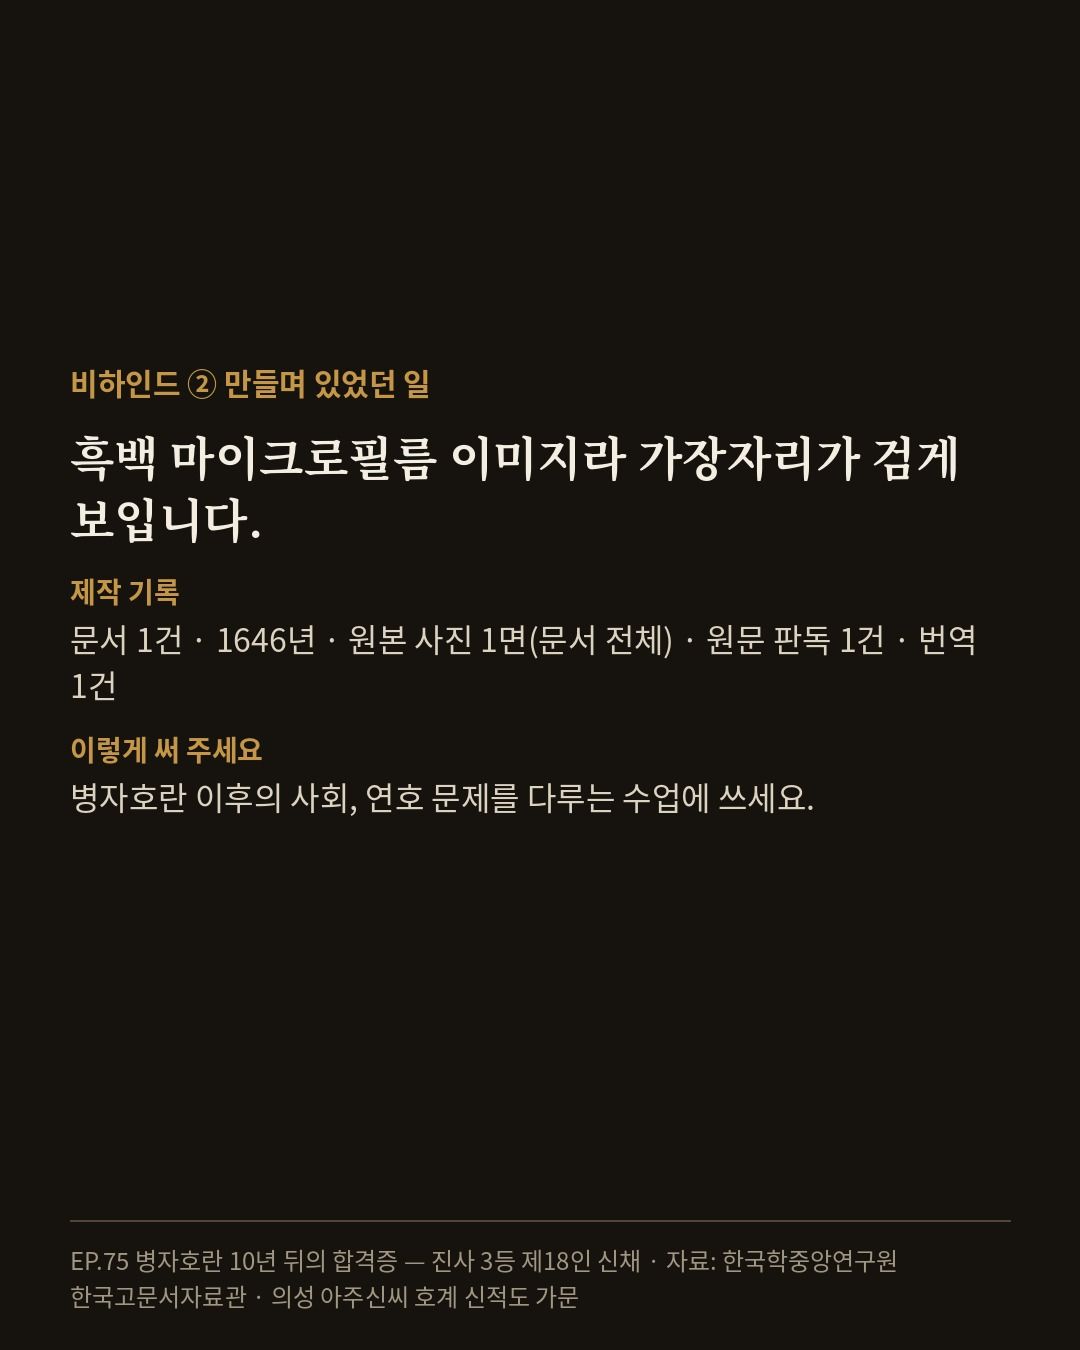 비하인드 ② 만들며 있었던 일
흑백 마이크로필름 이미지라 가장자리가 검게
보입니다.
제작 기록
문서 1건 · 1646년 · 원본 사진 1면(문서 전체) · 원문 판독 1건 · 번역
1건
이렇게 써 주세요
병자호란 이후의 사회, 연호 문제를 다루는 수업에 쓰세요.
EP.75 병자호란 10년 뒤의 합격증 — 진사 3등 제18인 신채 · 자료: 한국학중앙연구원
한국고문서자료관 · 의성 아주신씨 호계 신적도 가문